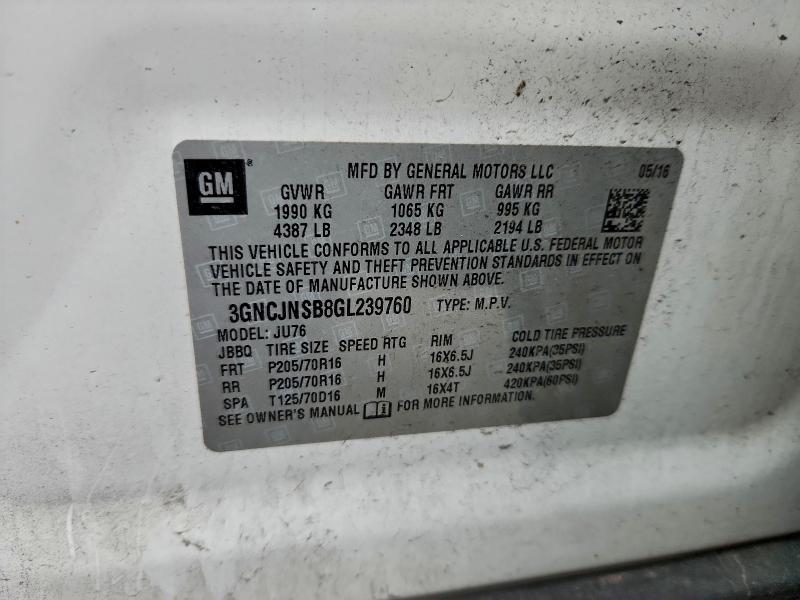 GM ® MFD BY GENERAL MOTORS LLC 05/16
GVWR GAWR FRT GAWR RR
1990 KG 1065 KG 995 KG
4387 LB 2348 LB 2194 LB
THIS VEHICLE CONFORMS TO ALL APPLICABLE U.S. FEDERAL MOTOR
VEHICLE SAFETY AND THEFT PREVENTION STANDARDS IN EFFECT ON
THE DATE OF MANUFACTURE SHOWN ABOVE.
3GNCJNSB8GL239760 TYPE: M.P.V.
MODEL: JU76
JBBQ TIRE SIZE SPEED RTG RIM COLD TIRE PRESSURE
FRT P205/70R16 H 16X6.5J 240KPA(35PSI)
RR P205/70R16 H 16X6.5J 240KPA(35PSI)
SPA T125/70D16 M 16X4T 420KPA(60PSI)
SEE OWNER'S MANUAL FOR MORE INFORMATION.